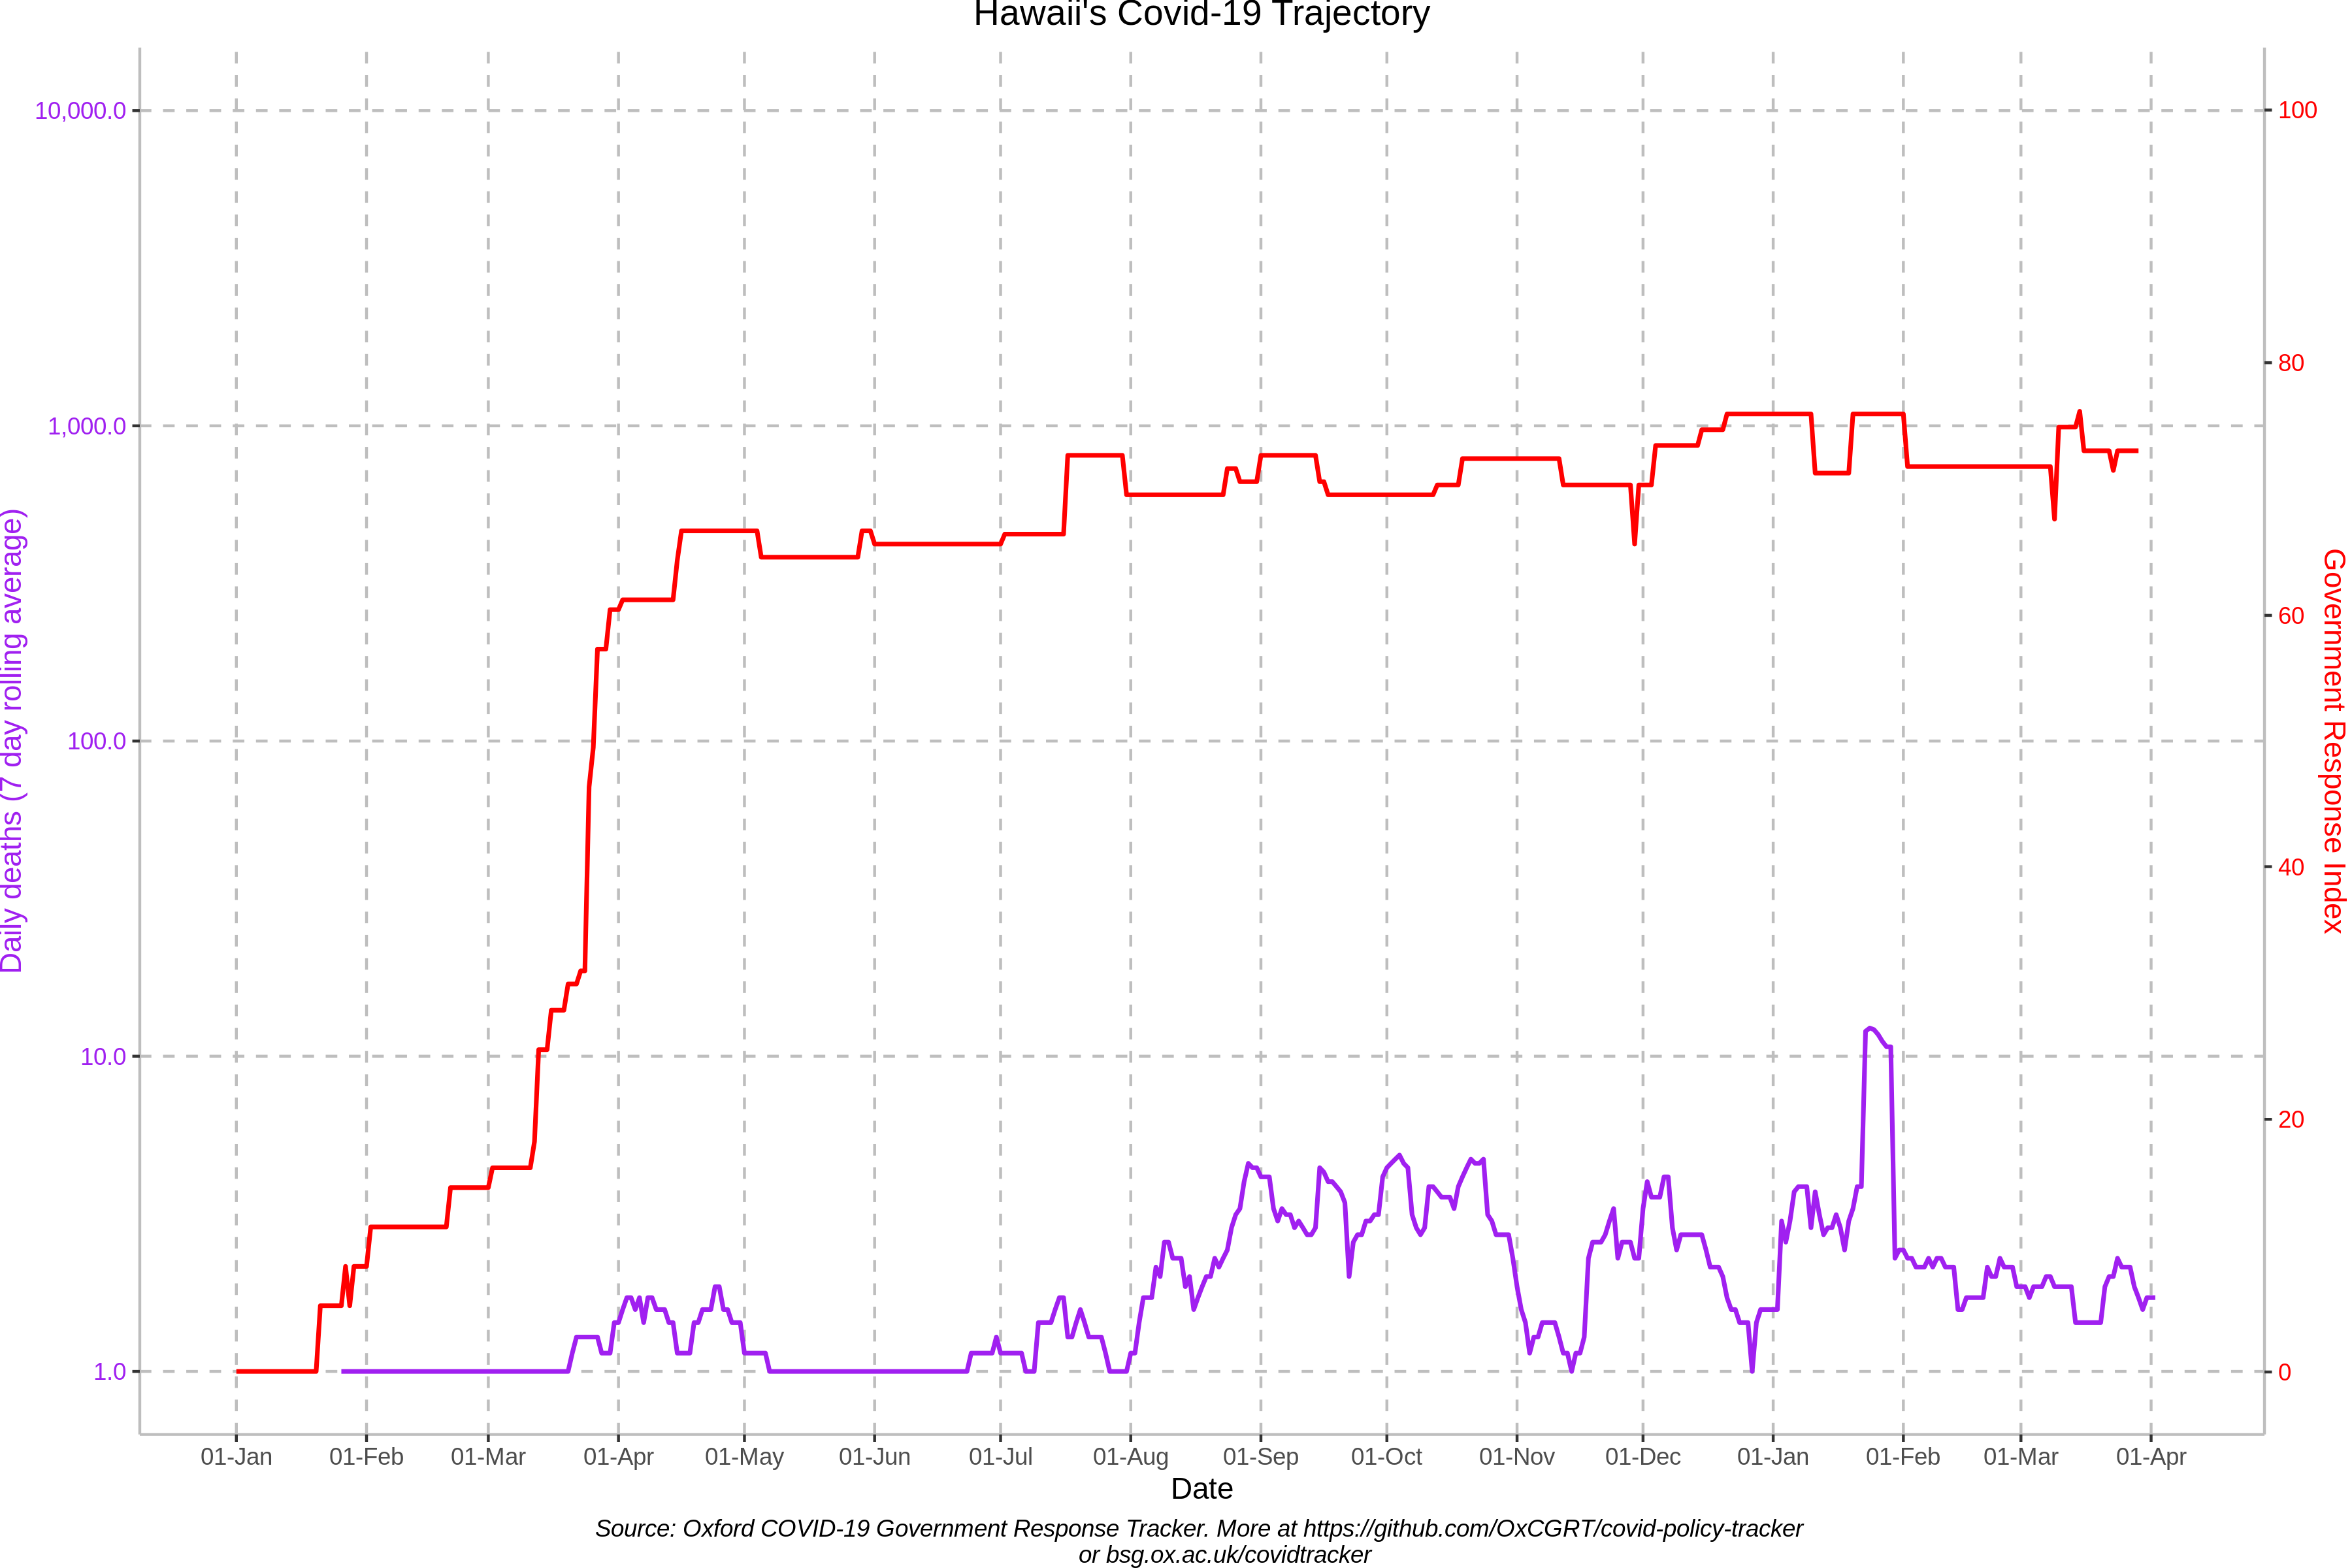 Hawaii's Covid-19 Trajectory
10,000.0
1,000.0
100.0
10.0
1.0
Daily deaths (7 day rolling average)
100
80
60
40
20
0
Government Response Index
01-Jan 01-Feb 01-Mar 01-Apr 01-May 01-Jun 01-Jul 01-Aug 01-Sep 01-Oct 01-Nov 01-Dec 01-Jan 01-Feb 01-Mar 01-Apr
Date
Source: Oxford COVID-19 Government Response Tracker. More at https://github.com/OxCGRT/covid-policy-tracker
or bsg.ox.ac.uk/covidtracker